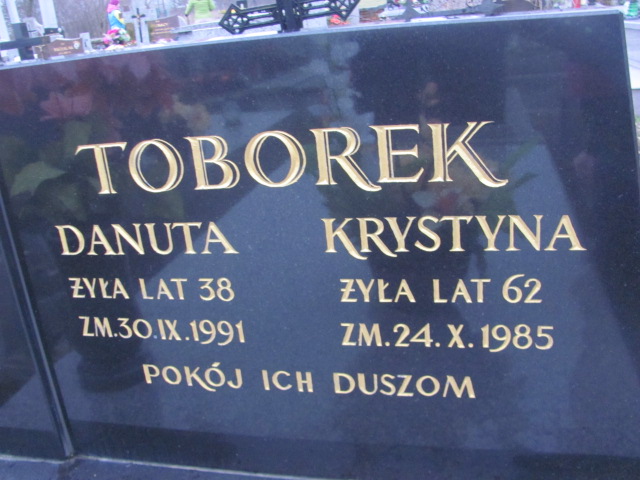 TOBOREK
DANUTA
ŻYŁA LAT 38
ZM.30.IX.1991
KRYSTYNA
ŻYŁA LAT 62
ZM.24.X.1985
POKÓJ ICH DUSZOM